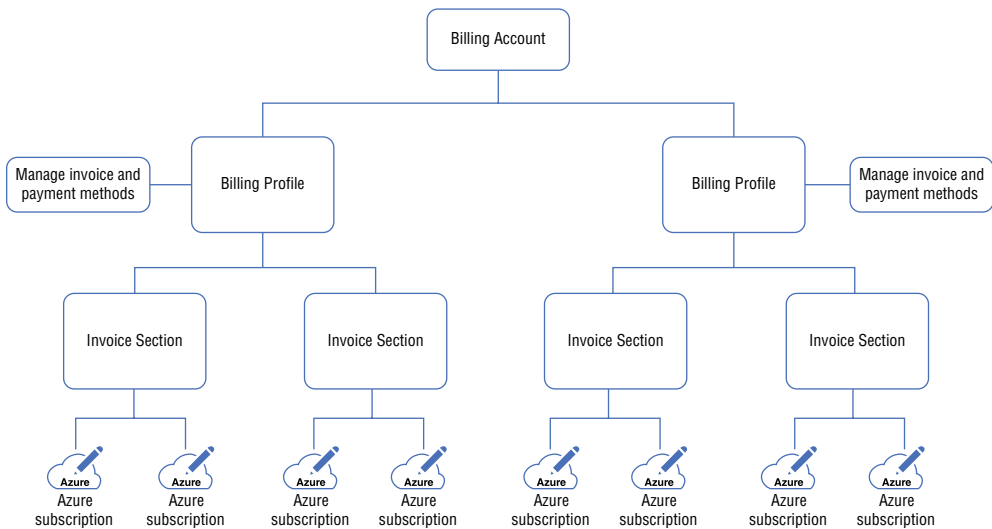 Billing Account
Manage invoice and
payment methods
Billing Profile
Billing Profile
Manage invoice and
payment methods
Invoice Section
Invoice Section
Invoice Section
Invoice Section
Azure
Azure
Azure
Azure
Azure
Azure
Azure
Azure
Azure
subscription
Azure
subscription
Azure
subscription
Azure
subscription
Azure
subscription
Azure
subscription
Azure
subscription
Azure
subscription